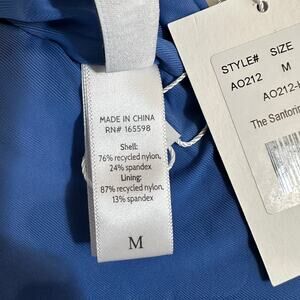 MADE IN CHINA
RN# 165598
Shell:
76% recycled nylon,
24% spandex
Lining:
87% recycled nylon,
13% spandex
M
STYLE# SIZE
AO212 M
AO212-
The Santorin